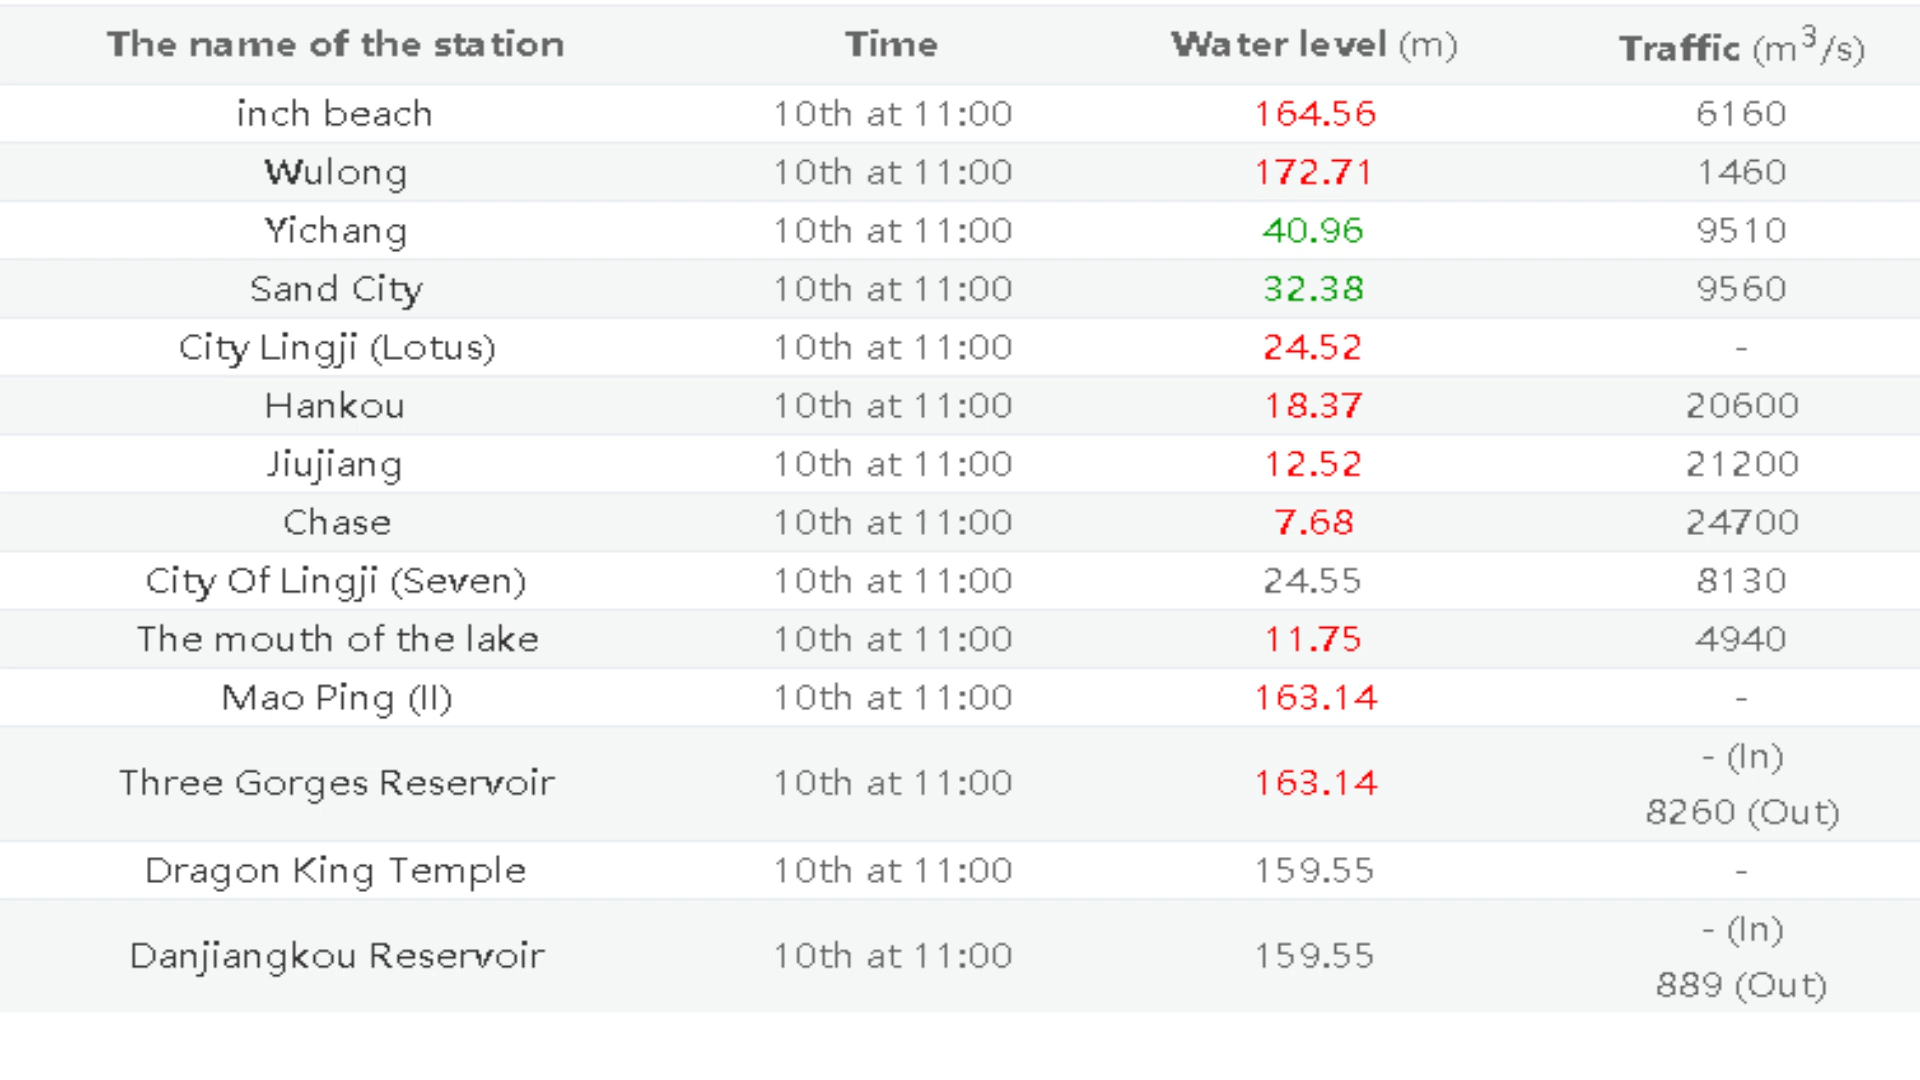 The name of the station Time Water level (m) Traffic (m³/s)
inch beach 10th at 11:00 164.56 6160
Wulong 10th at 11:00 172.71 1460
Yichang 10th at 11:00 40.96 9510
Sand City 10th at 11:00 32.38 9560
City Lingji (Lotus) 10th at 11:00 24.52 -
Hankou 10th at 11:00 18.37 20600
Jiujiang 10th at 11:00 12.52 21200
Chase 10th at 11:00 7.68 24700
City Of Lingji (Seven) 10th at 11:00 24.55 8130
The mouth of the lake 10th at 11:00 11.75 4940
Mao Ping (II) 10th at 11:00 163.14 -
Three Gorges Reservoir 10th at 11:00 163.14 - (In)
8260 (Out)
Dragon King Temple 10th at 11:00 159.55 -
Danjiangkou Reservoir 10th at 11:00 159.55 - (In)
889 (Out)